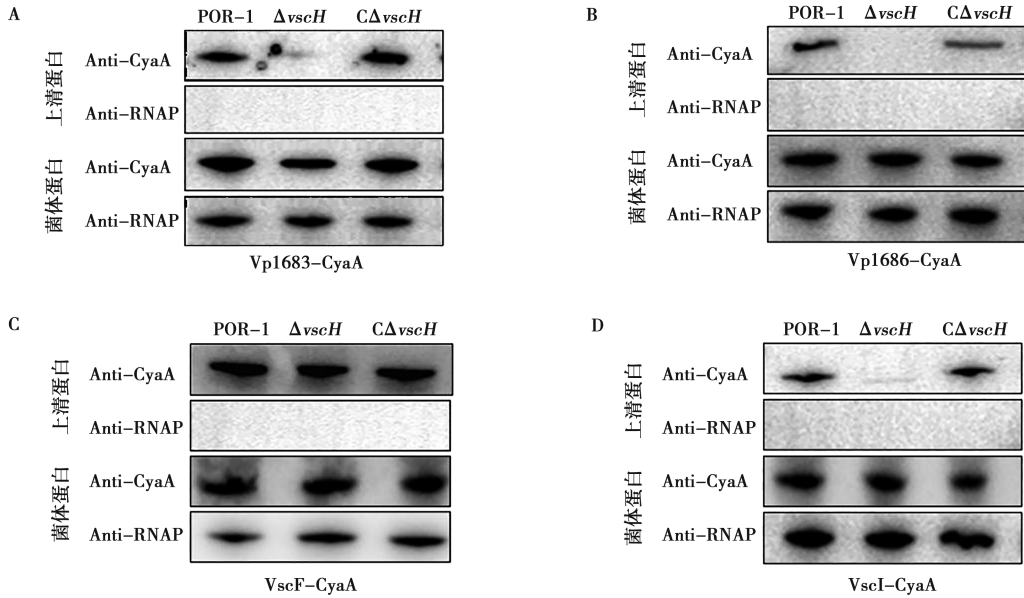 A
POR-1 ΔvscH CΔvscH
上清蛋白
Anti-CyaA
Anti-RNAP
菌体蛋白
Anti-CyaA
Anti-RNAP
Vp1683-CyaA
B
POR-1 ΔvscH CΔvscH
上清蛋白
Anti-CyaA
Anti-RNAP
菌体蛋白
Anti-CyaA
Anti-RNAP
Vp1686-CyaA
C
POR-1 ΔvscH CΔvscH
上清蛋白
Anti-CyaA
Anti-RNAP
菌体蛋白
Anti-CyaA
Anti-RNAP
VscF-CyaA
D
POR-1 ΔvscH CΔvscH
上清蛋白
Anti-CyaA
Anti-RNAP
菌体蛋白
Anti-CyaA
Anti-RNAP
VscI-CyaA